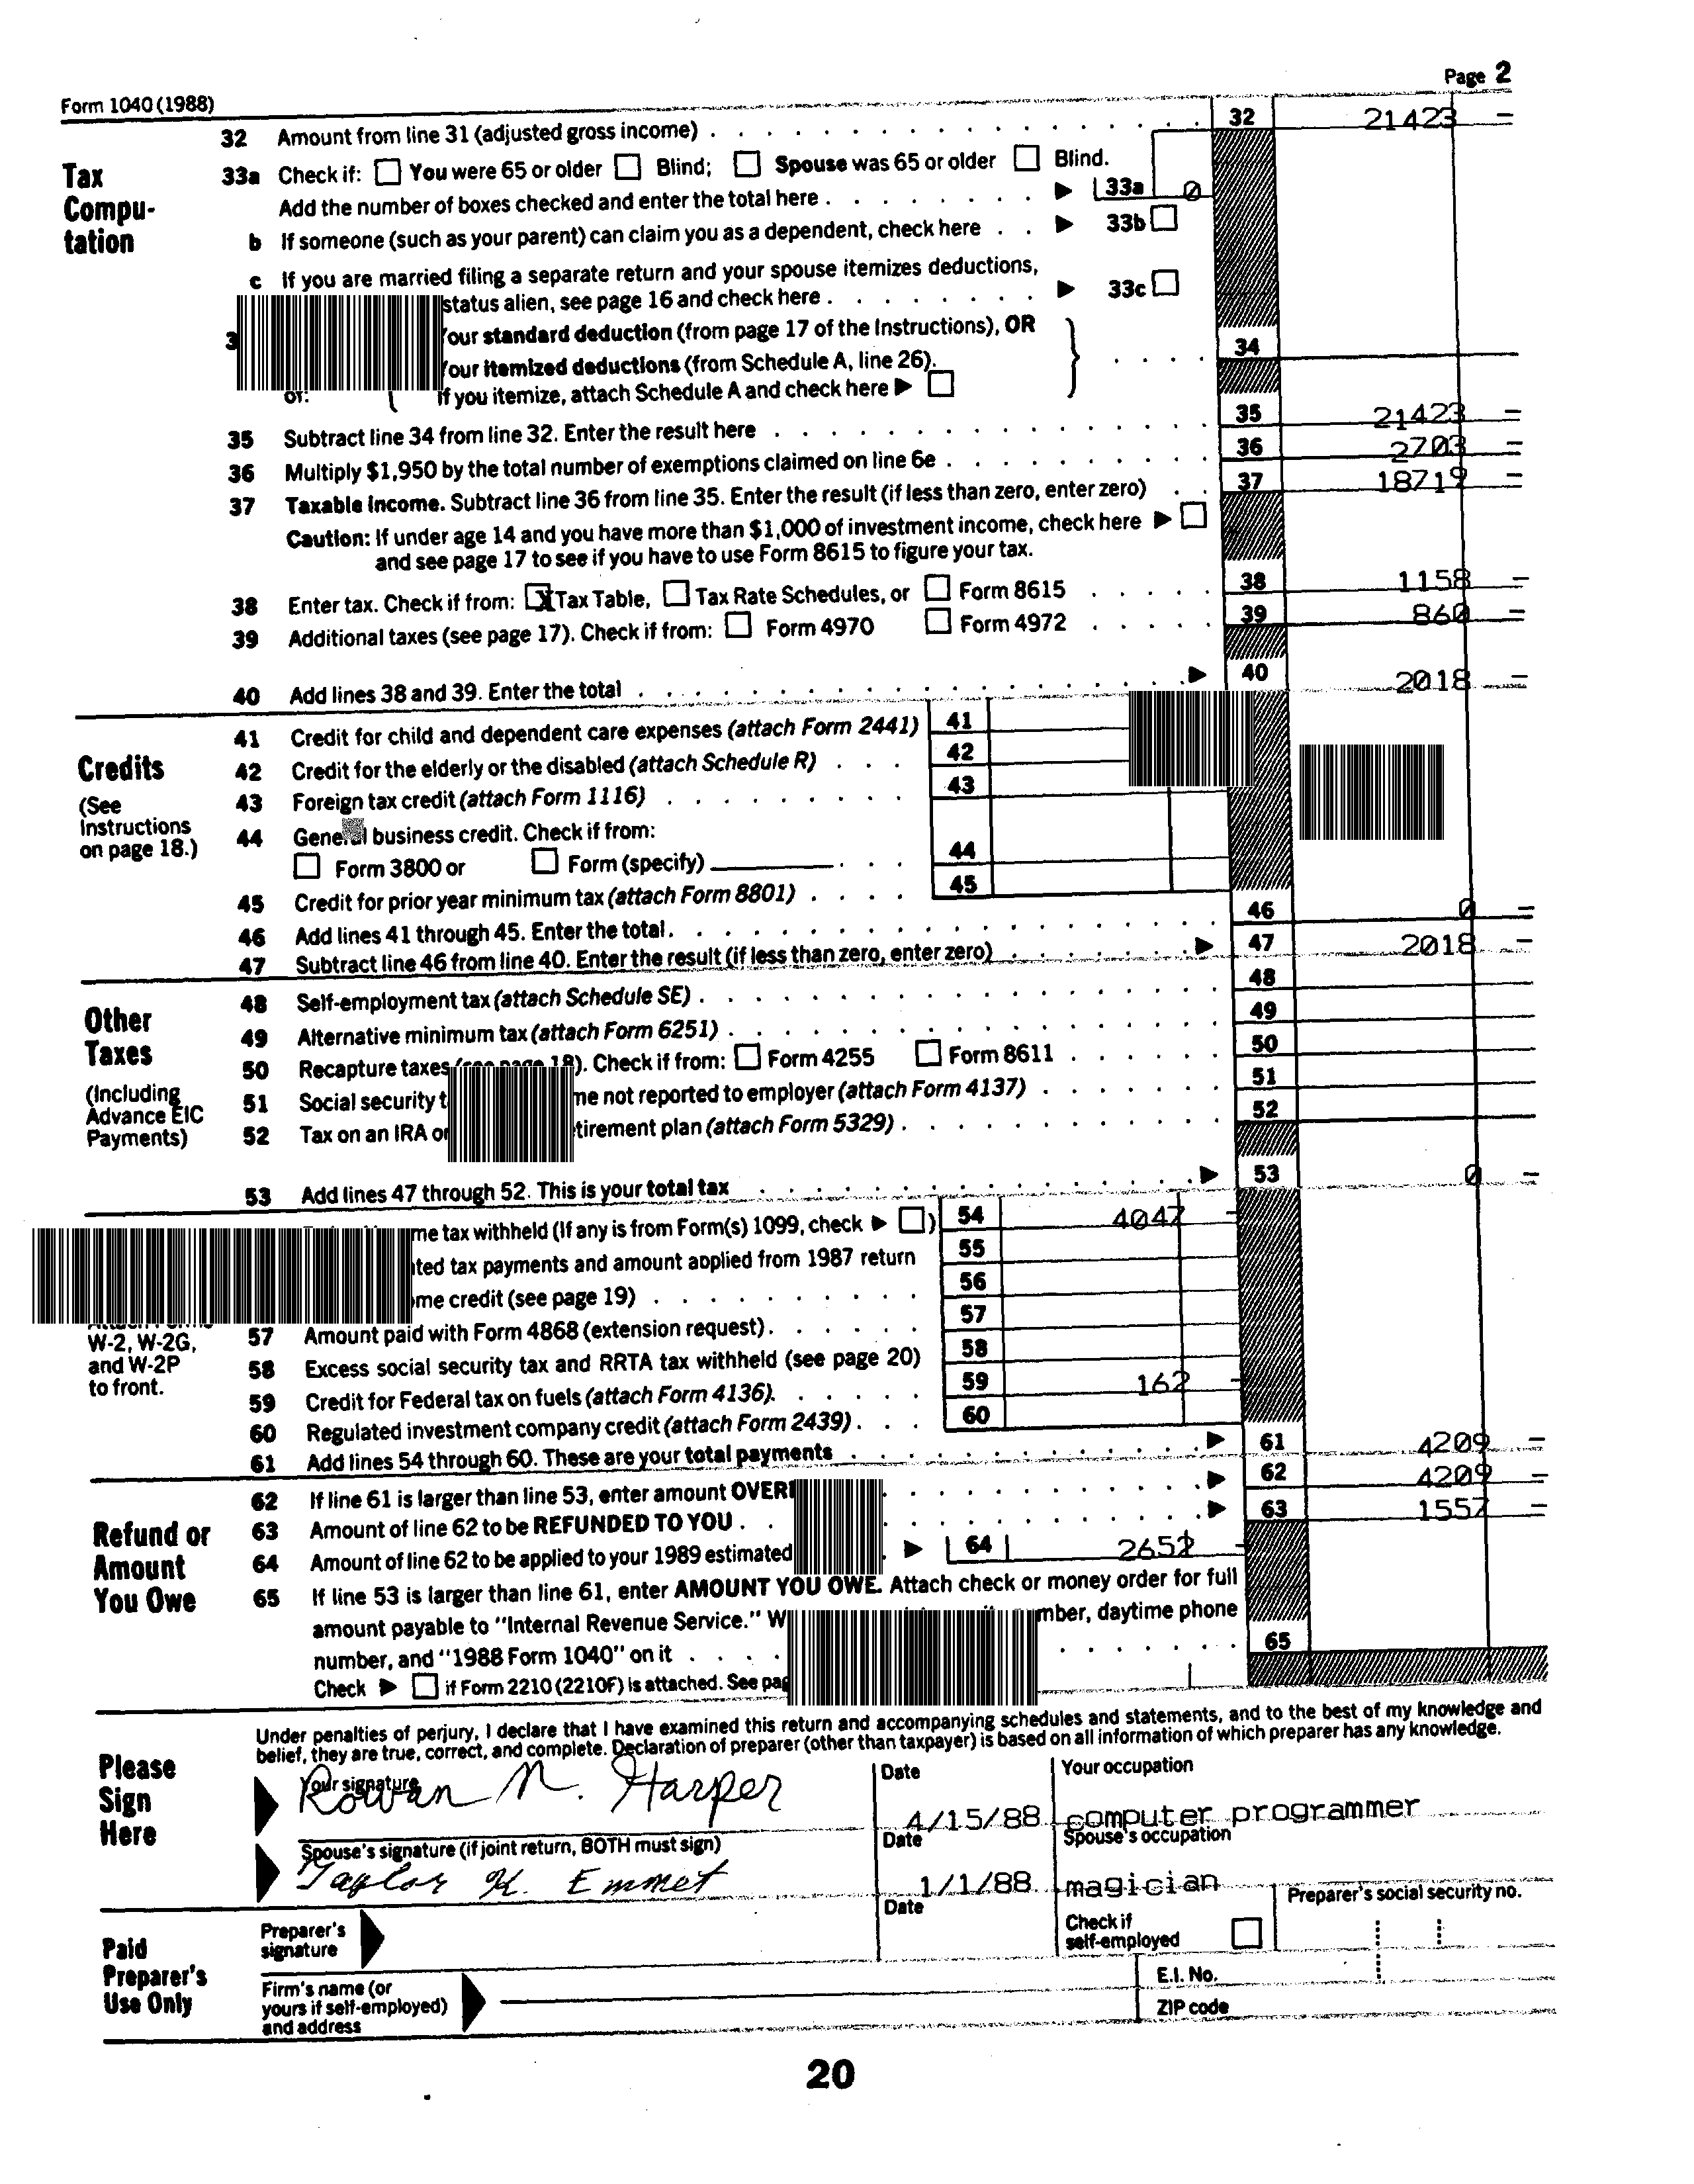 Page 2
Form 1040 (1988)
32 Amount from line 31 (adjusted gross income) 32 21423 –
Tax Compu-tation
33a Check if: You were 65 or older Blind; Spouse was 65 or older Blind.
Add the number of boxes checked and enter the total here 33a 0
b If someone (such as your parent) can claim you as a dependent, check here 33b
c If you are married filing a separate return and your spouse itemizes deductions,
status alien, see page 16 and check here 33c
our standard deduction (from page 17 of the Instructions), OR
our itemized deductions (from Schedule A, line 26). 34
If you itemize, attach Schedule A and check here
35 Subtract line 34 from line 32. Enter the result here 35 21423 –
36 Multiply $1,950 by the total number of exemptions claimed on line 6e 36 2703 –
37 Taxable income. Subtract line 36 from line 35. Enter the result (if less than zero, enter zero) 37 18719 –
Caution: If under age 14 and you have more than $1,000 of investment income, check here
and see page 17 to see if you have to use Form 8615 to figure your tax.
38 Enter tax. Check if from: X Tax Table, Tax Rate Schedules, or Form 8615 38 1158 –
39 Additional taxes (see page 17). Check if from: Form 4970 Form 4972 39 860 –
40 Add lines 38 and 39. Enter the total 40 2018 –
Credits
(See Instructions on page 18.)
41 Credit for child and dependent care expenses (attach Form 2441) 41
42 Credit for the elderly or the disabled (attach Schedule R) 42
43 Foreign tax credit (attach Form 1116) 43
44 General business credit. Check if from:
Form 3800 or Form (specify) 44
45 Credit for prior year minimum tax (attach Form 8801) 45
46 Add lines 41 through 45. Enter the total 46 0 –
47 Subtract line 46 from line 40. Enter the result (if less than zero, enter zero) 47 2018 –
Other Taxes
(Including Advance EIC Payments)
48 Self-employment tax (attach Schedule SE) 48
49 Alternative minimum tax (attach Form 6251) 49
50 Recapture taxes (see page 18). Check if from: Form 4255 Form 8611 50
51 Social security t me not reported to employer (attach Form 4137) 51
52 Tax on an IRA or tirement plan (attach Form 5329) 52
53 Add lines 47 through 52. This is your total tax 53 0 –
me tax withheld (If any is from Form(s) 1099, check ) 54 4047 –
ted tax payments and amount applied from 1987 return 55
me credit (see page 19) 56
W-2, W-2G, and W-2P to front.
57 Amount paid with Form 4868 (extension request) 57
58 Excess social security tax and RRTA tax withheld (see page 20) 58
59 Credit for Federal tax on fuels (attach Form 4136) 59 162 –
60 Regulated investment company credit (attach Form 2439) 60
61 Add lines 54 through 60. These are your total payments 61 4209 –
Refund or Amount You Owe
62 If line 61 is larger than line 53, enter amount OVER 62 4209 –
63 Amount of line 62 to be REFUNDED TO YOU 63 1557 –
64 Amount of line 62 to be applied to your 1989 estimated 64 2652 –
65 If line 53 is larger than line 61, enter AMOUNT YOU OWE. Attach check or money order for full
amount payable to "Internal Revenue Service." W mber, daytime phone
number, and "1988 Form 1040" on it 65
Check if Form 2210 (2210F) is attached. See pag
Please Sign Here
Under penalties of perjury, I declare that I have examined this return and accompanying schedules and statements, and to the best of my knowledge and
belief, they are true, correct, and complete. Declaration of preparer (other than taxpayer) is based on all information of which preparer has any knowledge.
Your signature Date Your occupation
Rowan N. Harper 4/15/88 computer programmer
Spouse's signature (if joint return, BOTH must sign) Date Spouse's occupation
Taylor H. Emmet 1/1/88 magician
Paid Preparer's Use Only
Preparer's signature Date Check if self-employed Preparer's social security no.
Firm's name (or yours if self-employed) and address E.I. No.
ZIP code
20